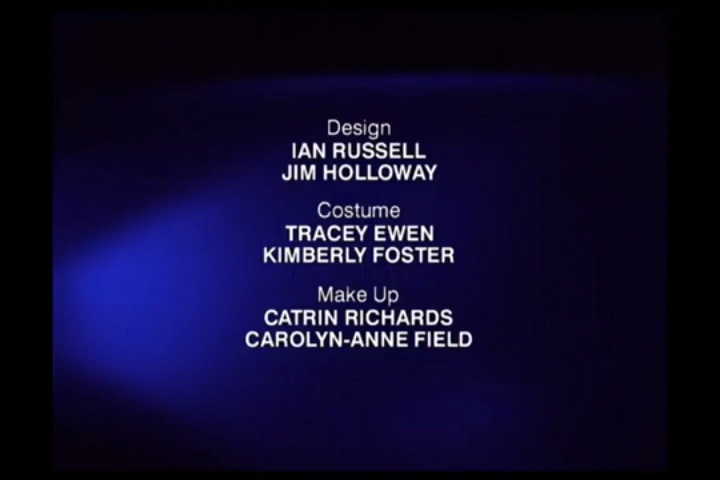 Design
IAN RUSSELL
JIM HOLLOWAY
Costume
TRACEY EWEN
KIMBERLY FOSTER
Make Up
CATRIN RICHARDS
CAROLYN-ANNE FIELD